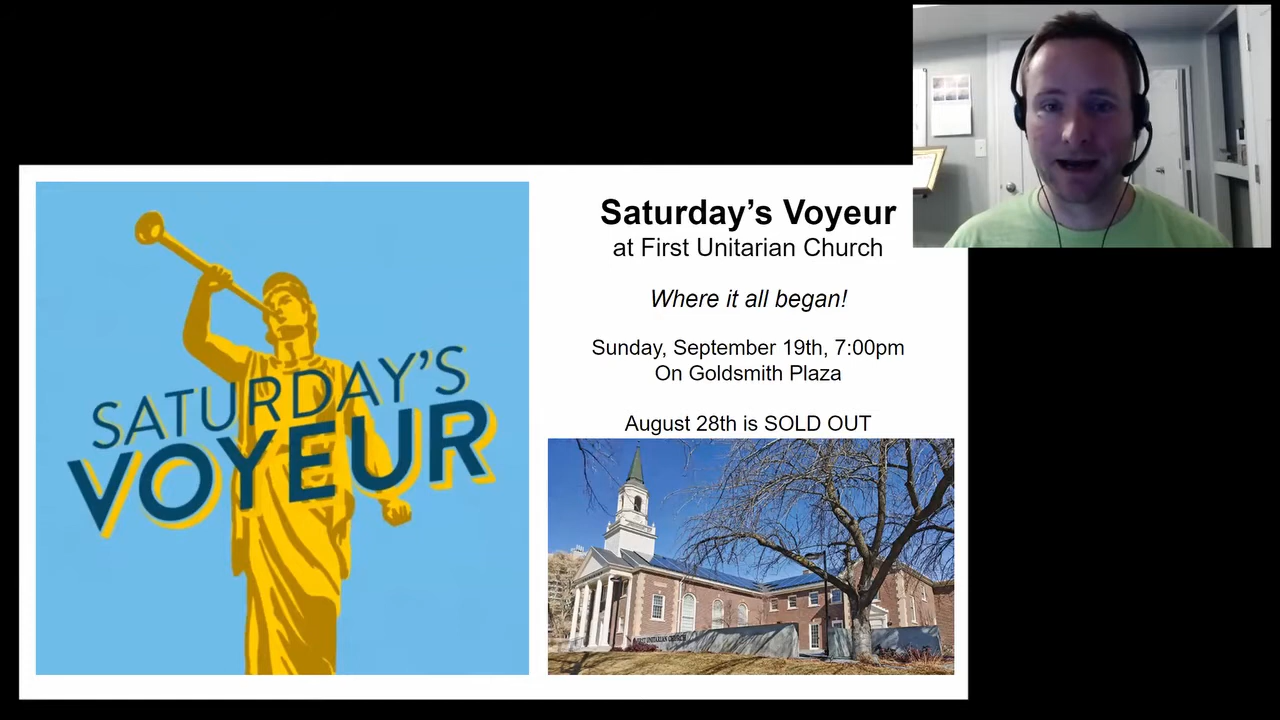 SATURDAY'S
VOYEUR
Saturday's Voyeur
at First Unitarian Church
Where it all began!
Sunday, September 19th, 7:00pm
On Goldsmith Plaza
August 28th is SOLD OUT
FIRST UNITARIAN CHURCH